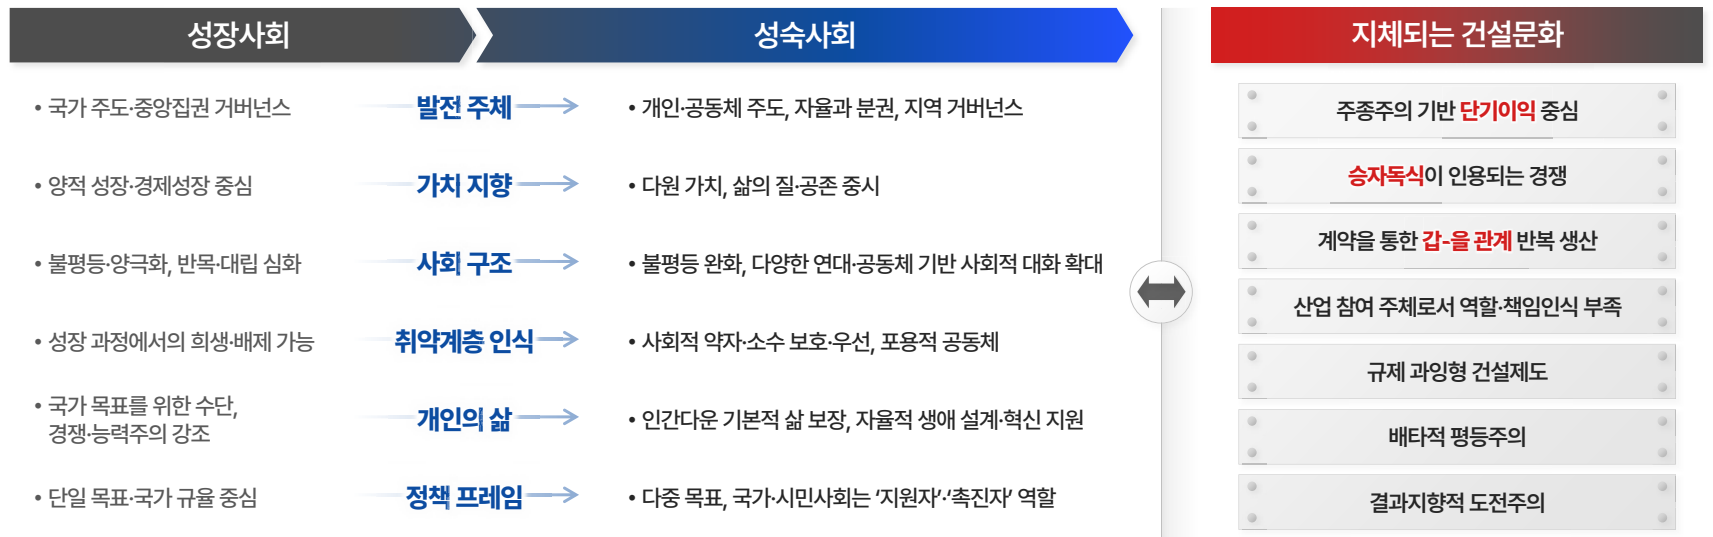 성장사회
성숙사회
지체되는 건설문화
• 국가 주도·중앙집권 거버넌스
발전 주체
• 개인·공동체 주도, 자율과 분권, 지역 거버넌스
• 양적 성장·경제성장 중심
가치 지향
• 다원 가치, 삶의 질·공존 중시
• 불평등·양극화, 반목·대립 심화
사회 구조
• 불평등 완화, 다양한 연대·공동체 기반 사회적 대화 확대
• 성장 과정에서의 희생·배제 가능
취약계층 인식
• 사회적 약자·소수 보호·우선, 포용적 공동체
• 국가 목표를 위한 수단,
경쟁·능력주의 강조
개인의 삶
• 인간다운 기본적 삶 보장, 자율적 생애 설계·혁신 지원
• 단일 목표·국가 규율 중심
정책 프레임
• 다중 목표, 국가·시민사회는 ‘지원자’·‘촉진자’ 역할
주종주의 기반 단기이익 중심
승자독식이 인용되는 경쟁
계약을 통한 갑-을 관계 반복 생산
산업 참여 주체로서 역할·책임인식 부족
규제 과잉형 건설제도
배타적 평등주의
결과지향적 도전주의